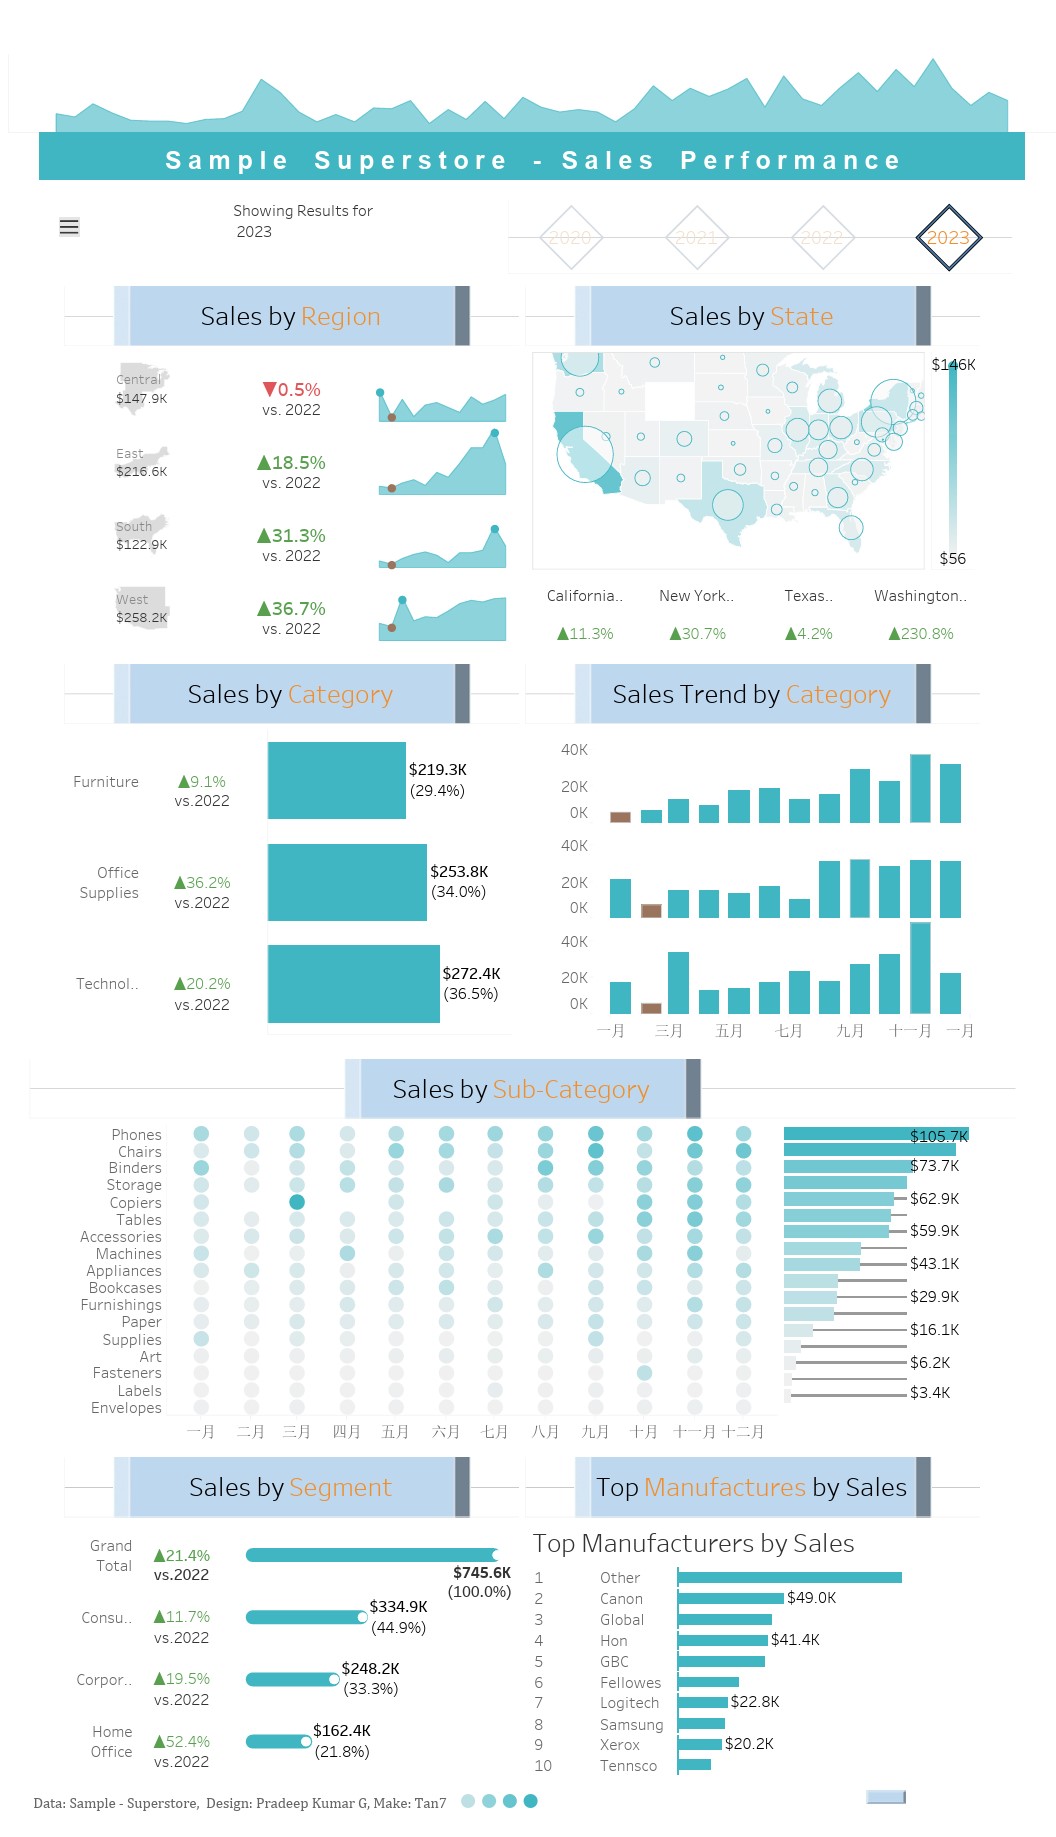 Sample Superstore - Sales Performance
Showing Results for
2023
2020
2021
2022
2023
Sales by Region
Central
$147.9K
▼0.5%
vs. 2022
East
$216.6K
▲18.5%
vs. 2022
South
$122.9K
▲31.3%
vs. 2022
West
$258.2K
▲36.7%
vs. 2022
Sales by State
$146K
$56
California..
New York..
Texas..
Washington..
▲11.3%
▲30.7%
▲4.2%
▲230.8%
Sales by Category
Furniture
▲9.1%
vs.2022
$219.3K
(29.4%)
Office
Supplies
▲36.2%
vs.2022
$253.8K
(34.0%)
Technol..
▲20.2%
vs.2022
$272.4K
(36.5%)
Sales Trend by Category
40K
20K
0K
40K
20K
0K
40K
20K
0K
一月
三月
五月
七月
九月
十一月
一月
Sales by Sub-Category
Phones
Chairs
Binders
Storage
Copiers
Tables
Accessories
Machines
Appliances
Bookcases
Furnishings
Paper
Supplies
Art
Fasteners
Labels
Envelopes
一月
二月
三月
四月
五月
六月
七月
八月
九月
十月
十一月
十二月
$105.7K
$73.7K
$62.9K
$59.9K
$43.1K
$29.9K
$16.1K
$6.2K
$3.4K
Sales by Segment
Grand
Total
▲21.4%
vs.2022
$745.6K
(100.0%)
Consu..
▲11.7%
vs.2022
$334.9K
(44.9%)
Corpor..
▲19.5%
vs.2022
$248.2K
(33.3%)
Home
Office
▲52.4%
vs.2022
$162.4K
(21.8%)
Top Manufactures by Sales
Top Manufacturers by Sales
1 Other
2 Canon $49.0K
3 Global
4 Hon $41.4K
5 GBC
6 Fellowes
7 Logitech $22.8K
8 Samsung
9 Xerox $20.2K
10 Tennsco
Data: Sample - Superstore, Design: Pradeep Kumar G, Make: Tan7